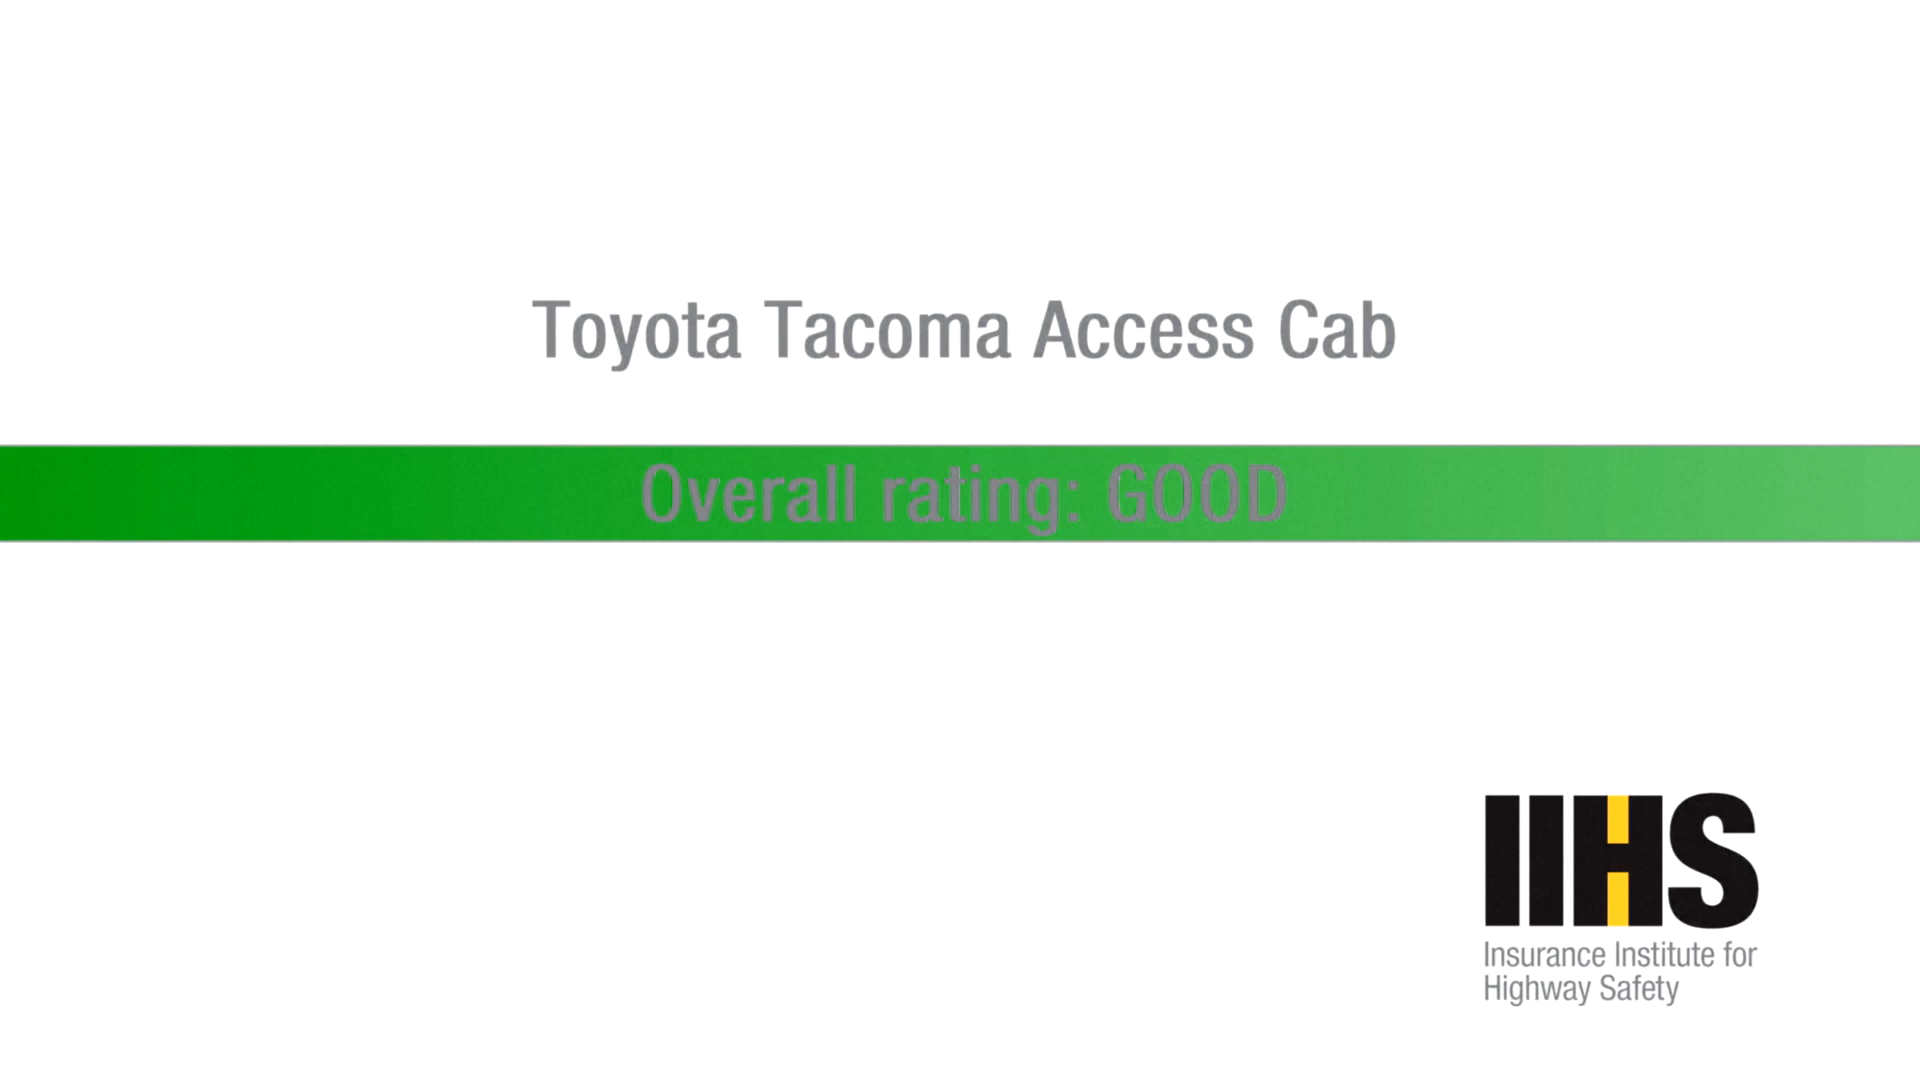 Toyota Tacoma Access Cab
Overall rating: GOOD
IIHS
Insurance Institute for
Highway Safety